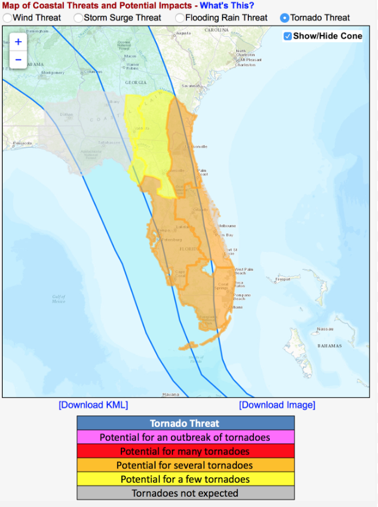 Map of Coastal Threats and Potential Impacts - What's This?
Wind Threat Storm Surge Threat Flooding Rain Threat Tornado Threat
+
−
Show/Hide Cone
CAROLINA
GEORGIA
BAHAMAS
[Download KML] [Download Image]
Tornado Threat
Potential for an outbreak of tornadoes
Potential for many tornadoes
Potential for several tornadoes
Potential for a few tornadoes
Tornadoes not expected